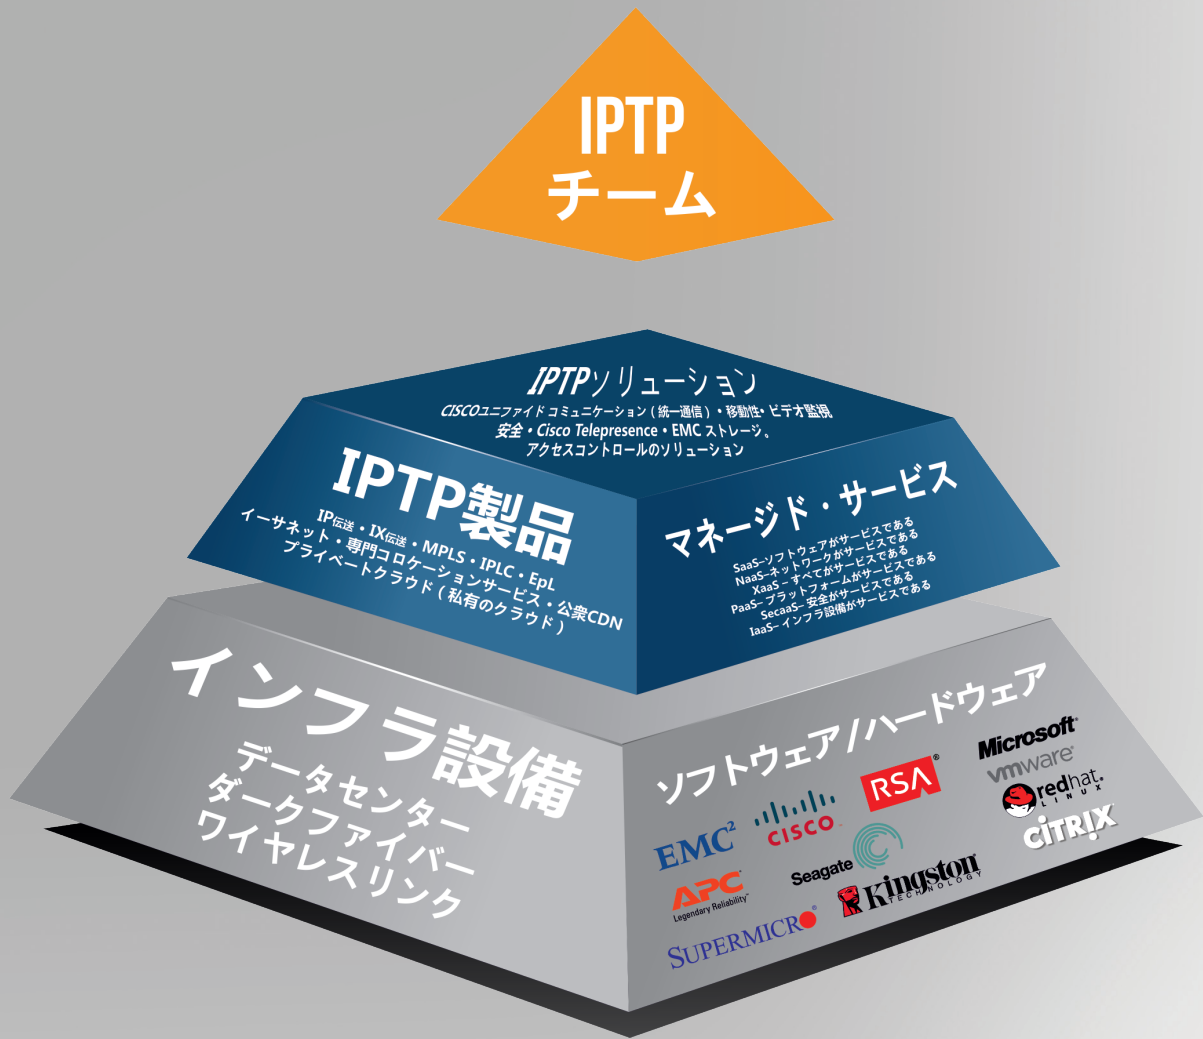 IPTP
チーム
IPTPソリューション
CISCOユニファイド コミュニケーション ( 統一通信 ) ・移動性・ビデオ監視
安全・Cisco Telepresence・EMC ストレージ。
アクセスコントロールのソリューション
IPTP製品
IP伝送・IX伝送・MPLS・IPLC・EpL
イーサネット・専門コロケーションサービス・公衆CDN
プライベートクラウド ( 私有のクラウド )
マネージド・サービス
SaaS–ソフトウェアがサービスである
NaaS–ネットワークがサービスである
XaaS – すべてがサービスである
PaaS– プラットフォームがサービスである
SecaaS– 安全がサービスである
IaaS– インフラ設備がサービスである
インフラ設備
データセンター
ダークファイバー
ワイヤレスリンク
ソフトウェア/ハードウェア
EMC²
CISCO
RSA®
Microsoft®
vmware®
redhat.
LINUX
CİTRIX
APC
Legendary Reliability™
Seagate
Kingston®
TECHNOLOGY
SUPERMICRO®